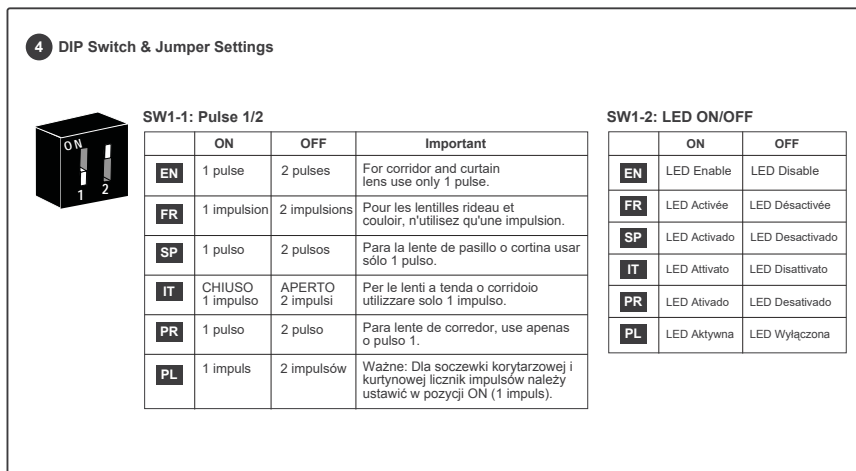 4 DIP Switch & Jumper Settings
ON
1 2
SW1-1: Pulse 1/2
ON OFF Important
EN 1 pulse 2 pulses For corridor and curtain
lens use only 1 pulse.
FR 1 impulsion 2 impulsions Pour les lentilles rideau et
couloir, n'utilisez qu'une impulsion.
SP 1 pulso 2 pulsos Para la lente de pasillo o cortina usar
sólo 1 pulso.
IT CHIUSO APERTO Per le lenti a tenda o corridoio
1 impulso 2 impulsi utilizzare solo 1 impulso.
PR 1 pulso 2 pulso Para lente de corredor, use apenas
o pulso 1.
PL 1 impuls 2 impulsów Ważne: Dla soczewki korytarzowej i
kurtynowej licznik impulsów należy
ustawić w pozycji ON (1 impuls).
SW1-2: LED ON/OFF
ON OFF
EN LED Enable LED Disable
FR LED Activée LED Désactivée
SP LED Activado LED Desactivado
IT LED Attivato LED Disattivato
PR LED Ativado LED Desativado
PL LED Aktywna LED Wyłączona